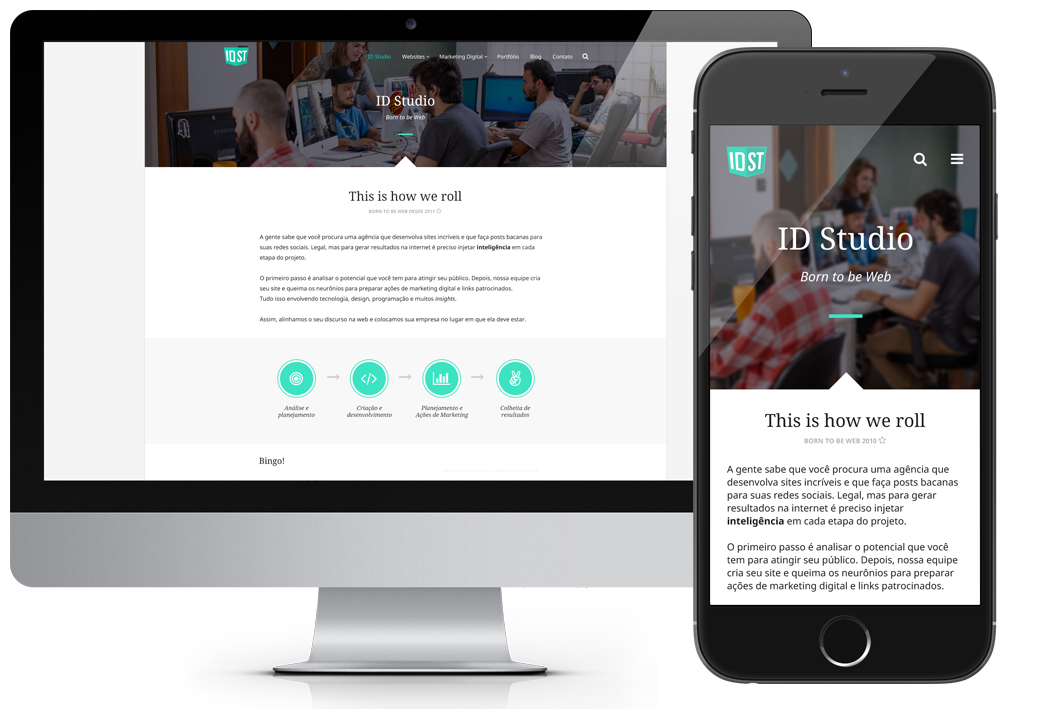 ID ST
ID Studio Websites Marketing Digital Portfólio Blog Contato
ID Studio
Born to be Web
This is how we roll
BORN TO BE WEB DESDE 2011
A gente sabe que você procura uma agência que desenvolva sites incríveis e que faça posts bacanas para
suas redes sociais. Legal, mas para gerar resultados na internet é preciso injetar inteligência em cada
etapa do projeto.
O primeiro passo é analisar o potencial que você tem para atingir seu público. Depois, nossa equipe cria
seu site e queima os neurônios para preparar ações de marketing digital e links patrocinados.
Tudo isso envolvendo tecnologia, design, programação e muitos insights.
Assim, alinhamos o seu discurso na web e colocamos sua empresa no lugar em que ela deve estar.
Análise e
planejamento
Criação e
desenvolvimento
Planejamento e
Ações de Marketing
Colheita de
resultados
Bingo!
ID ST
ID Studio
Born to be Web
This is how we roll
BORN TO BE WEB 2010
A gente sabe que você procura uma agência que
desenvolva sites incríveis e que faça posts bacanas
para suas redes sociais. Legal, mas para gerar
resultados na internet é preciso injetar
inteligência em cada etapa do projeto.
O primeiro passo é analisar o potencial que você
tem para atingir seu público. Depois, nossa equipe
cria seu site e queima os neurônios para preparar
ações de marketing digital e links patrocinados.